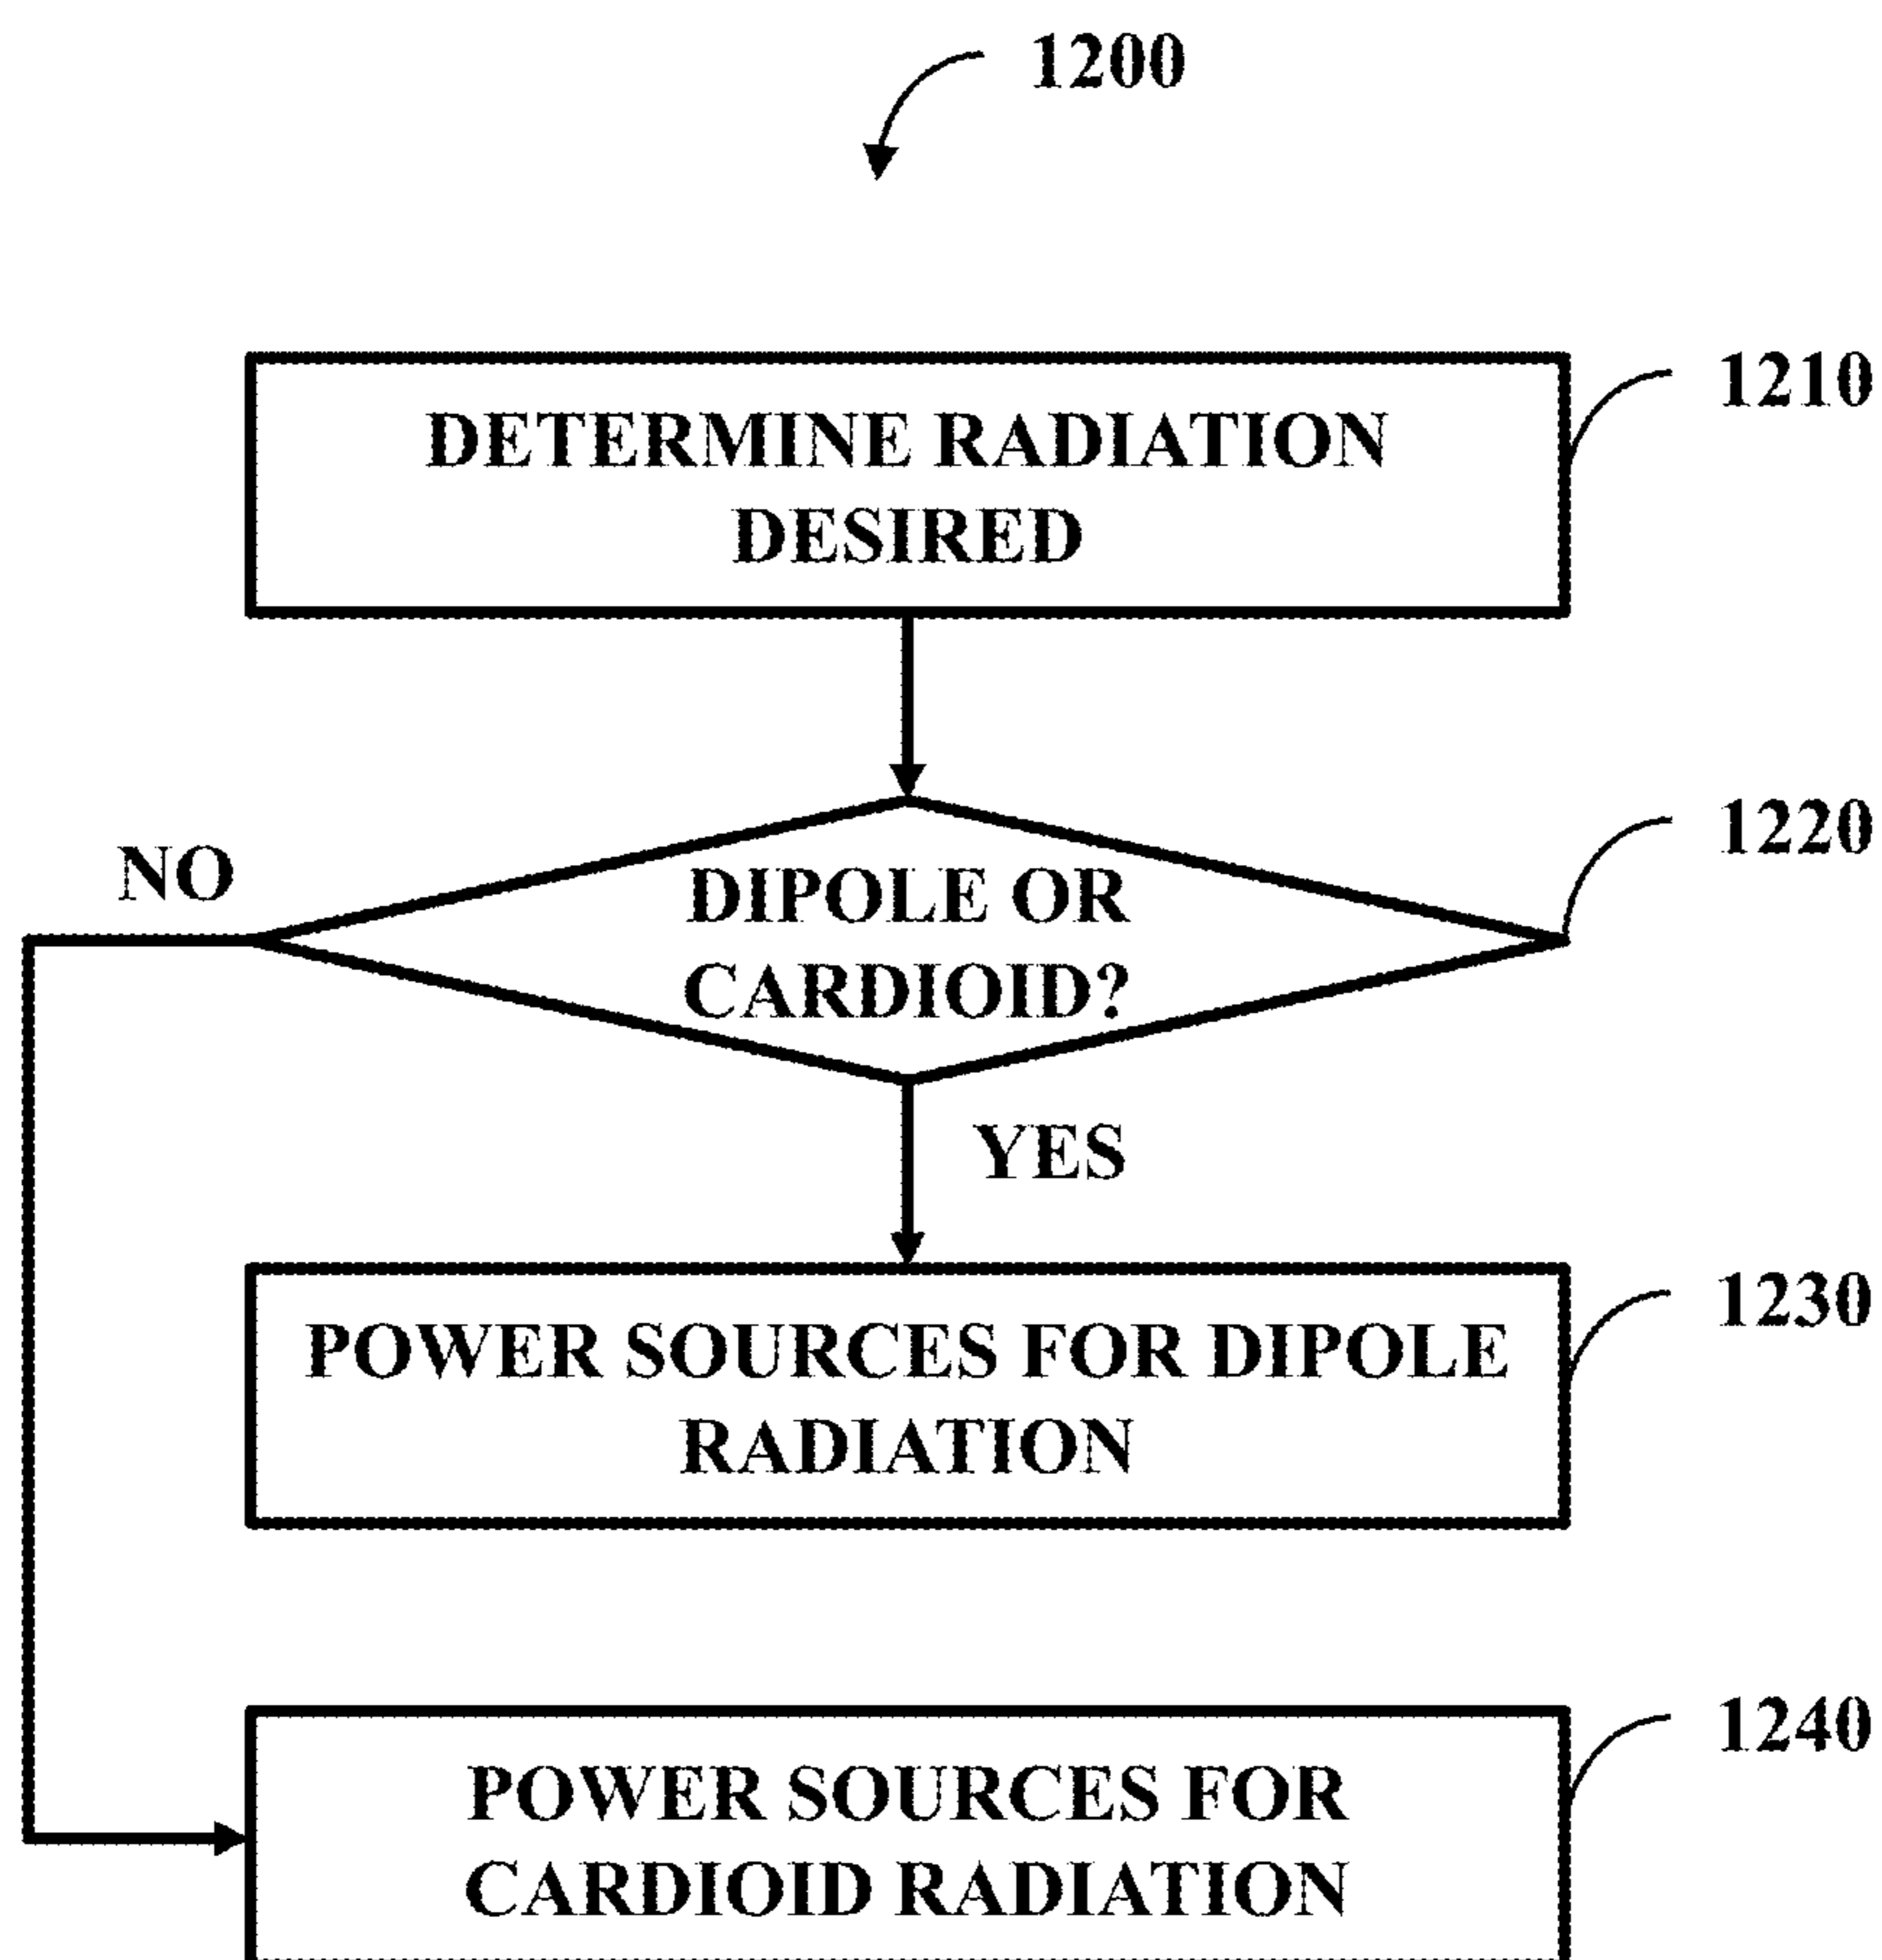 1200
DETERMINE RADIATION
DESIRED
1210
DIPOLE OR
CARDIOID?
1220
NO
YES
POWER SOURCES FOR DIPOLE
RADIATION
1230
POWER SOURCES FOR
CARDIOID RADIATION
1240